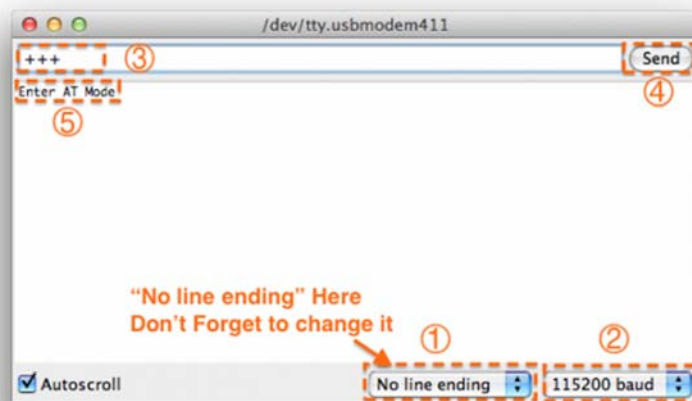 /dev/tty.usbmodem411
+++ ③ Send
④
Enter AT Mode
⑤
“No line ending” Here
Don't Forget to change it
① ②
Autoscroll No line ending 115200 baud